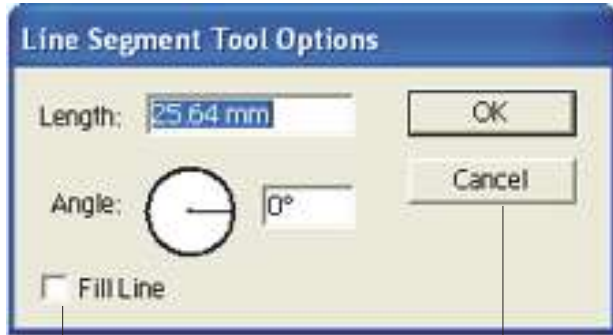 Line Segment Tool Options
Length: 25.64 mm OK
Cancel
Angle: 0°
Fill Line